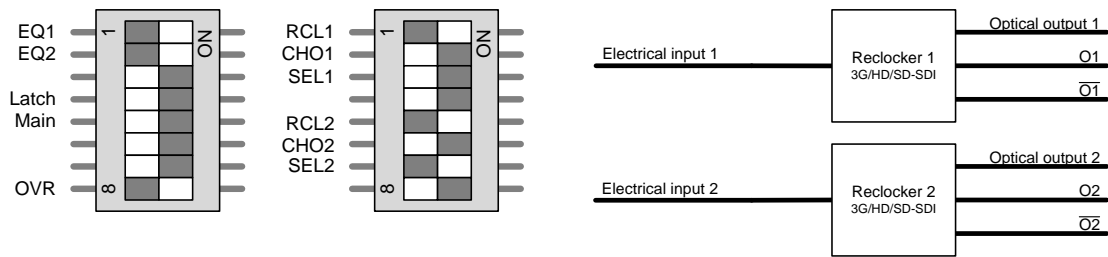 EQ1
EQ2
Latch
Main
OVR
1
8
ON
RCL1
CHO1
SEL1
RCL2
CHO2
SEL2
1
8
ON
Electrical input 1
Reclocker 1
3G/HD/SD-SDI
Optical output 1
O1
O̅1̅
Electrical input 2
Reclocker 2
3G/HD/SD-SDI
Optical output 2
O2
O̅2̅